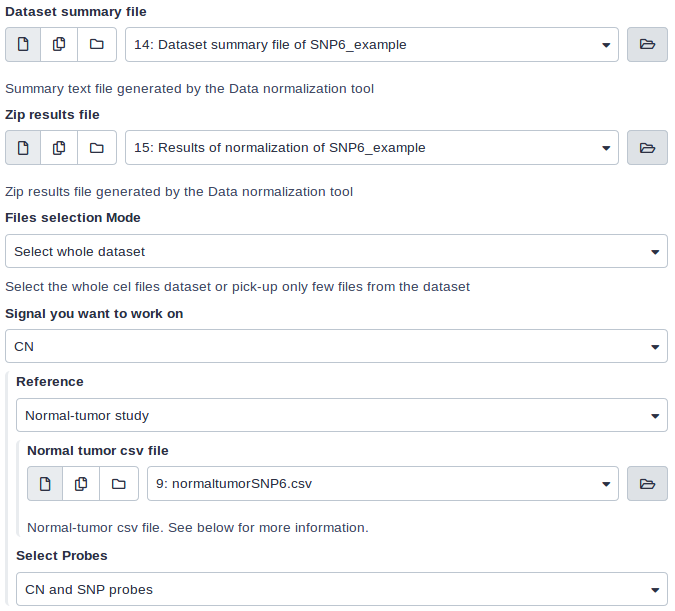 Dataset summary file
14: Dataset summary file of SNP6_example
Summary text file generated by the Data normalization tool
Zip results file
15: Results of normalization of SNP6_example
Zip results file generated by the Data normalization tool
Files selection Mode
Select whole dataset
Select the whole cel files dataset or pick-up only few files from the dataset
Signal you want to work on
CN
Reference
Normal-tumor study
Normal tumor csv file
9: normaltumorSNP6.csv
Normal-tumor csv file. See below for more information.
Select Probes
CN and SNP probes